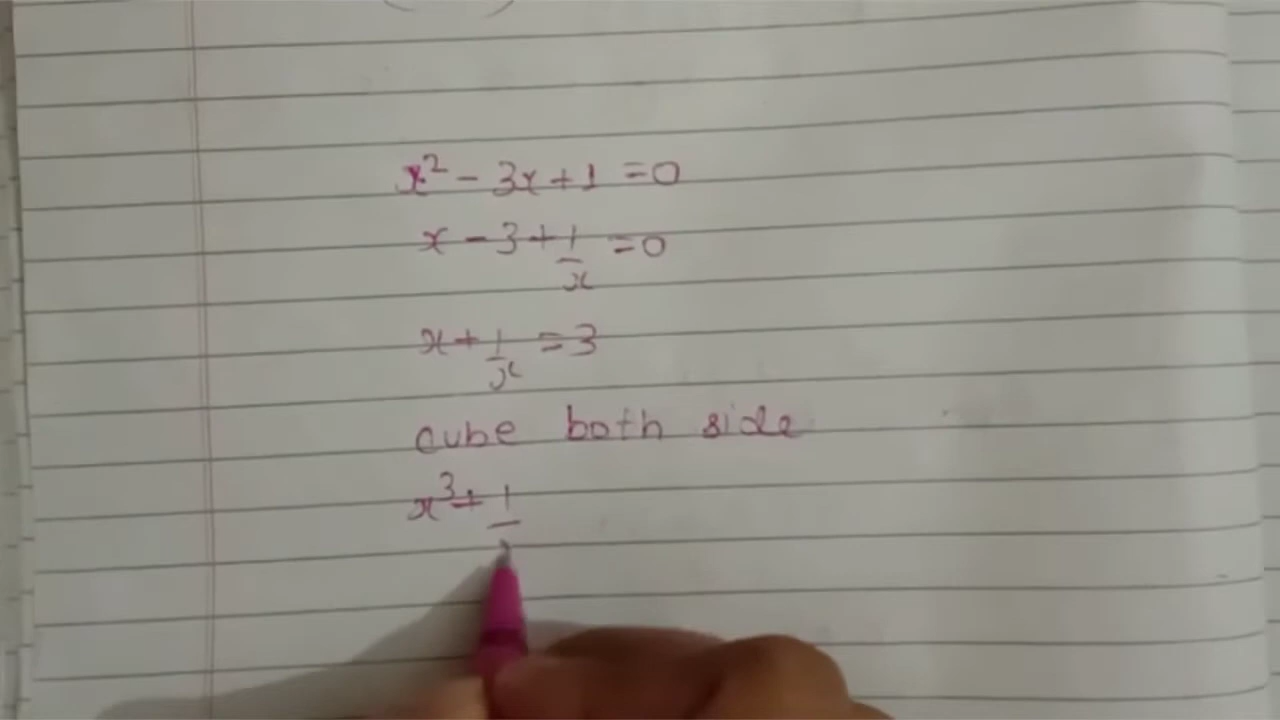 x² - 3x + 1 = 0
x - 3 + 1/x = 0
x + 1/x = 3
cube both side
x³ + 1/